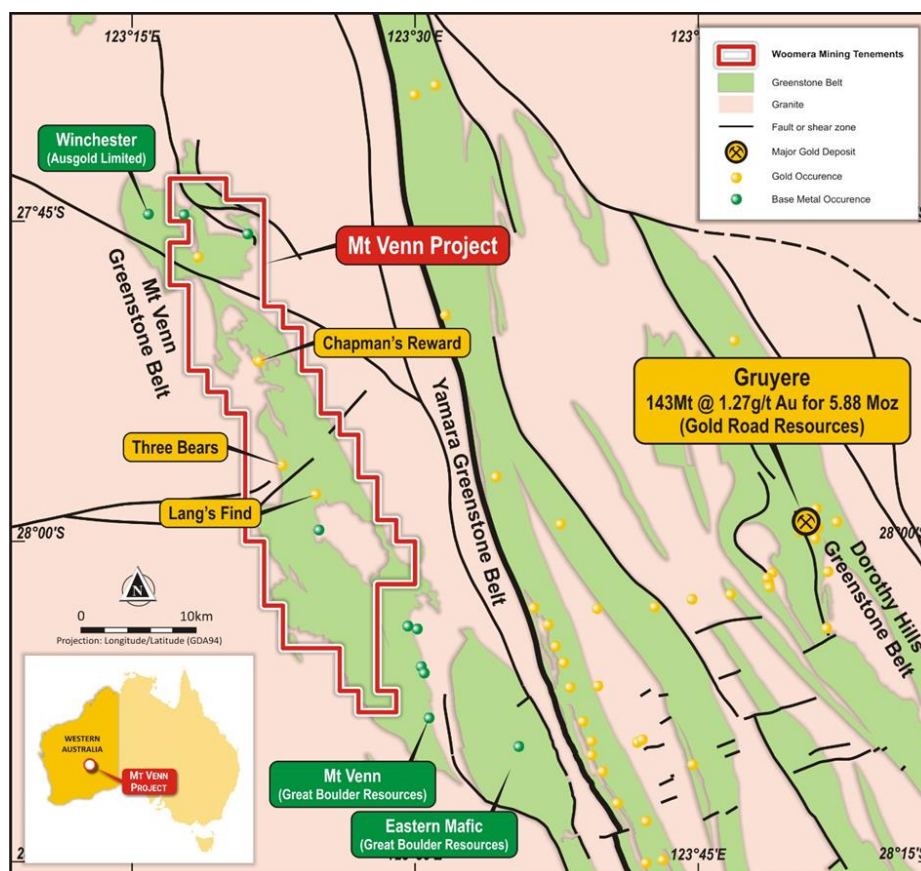 123°15'E
123°30'E
Woomera Mining Tenements
Greenstone Belt
Granite
Fault or shear zone
Major Gold Deposit
Gold Occurence
Base Metal Occurence
Winchester
(Ausgold Limited)
27°45'S
Mt Venn Project
Mt Venn
Greenstone Belt
Chapman's Reward
Gruyere
143Mt @ 1.27g/t Au for 5.88 Moz
(Gold Road Resources)
Yamara Greenstone Belt
Three Bears
Lang's Find
28°00'S
28°00'S
Dorothy Hills
Greenstone Belt
N
0 10km
Projection: Longitude/Latitude (GDA94)
WESTERN
AUSTRALIA
MT VENN
PROJECT
Mt Venn
(Great Boulder Resources)
Eastern Mafic
(Great Boulder Resources)
123°45'E
28°15'S